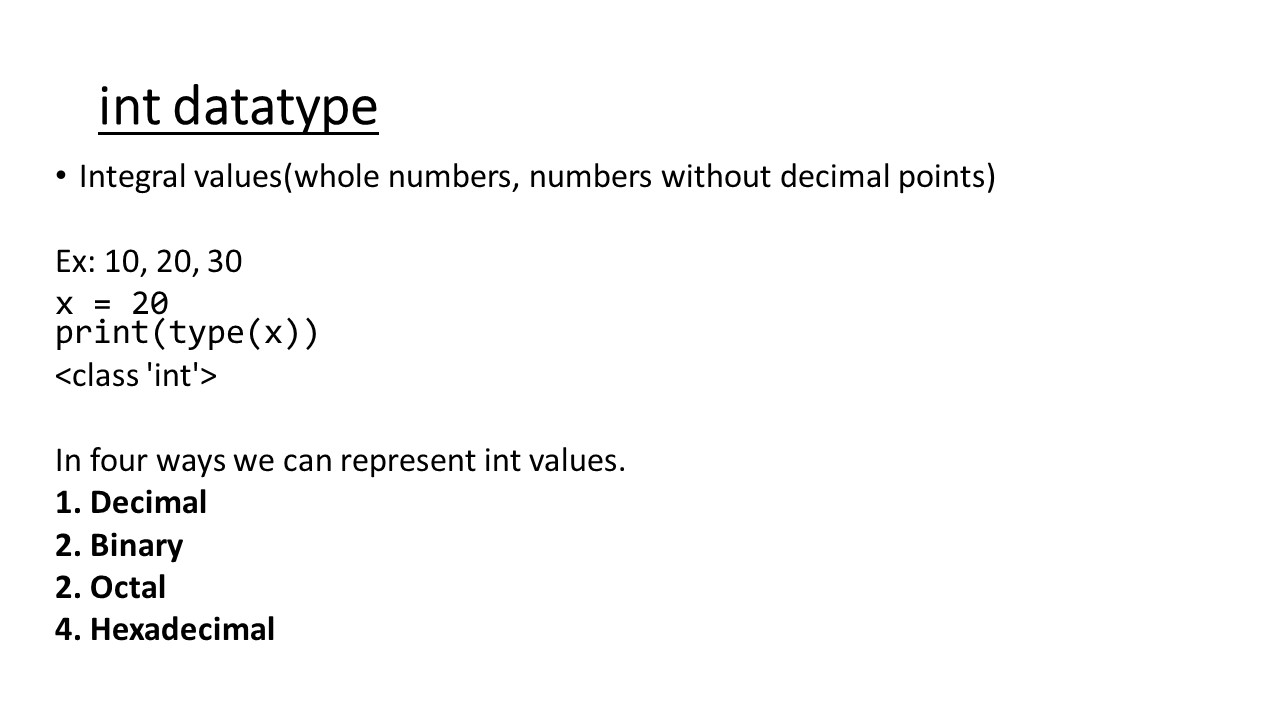 int datatype
• Integral values(whole numbers, numbers without decimal points)
Ex: 10, 20, 30
x = 20
print(type(x))
<class 'int'>
In four ways we can represent int values.
1. Decimal
2. Binary
2. Octal
4. Hexadecimal